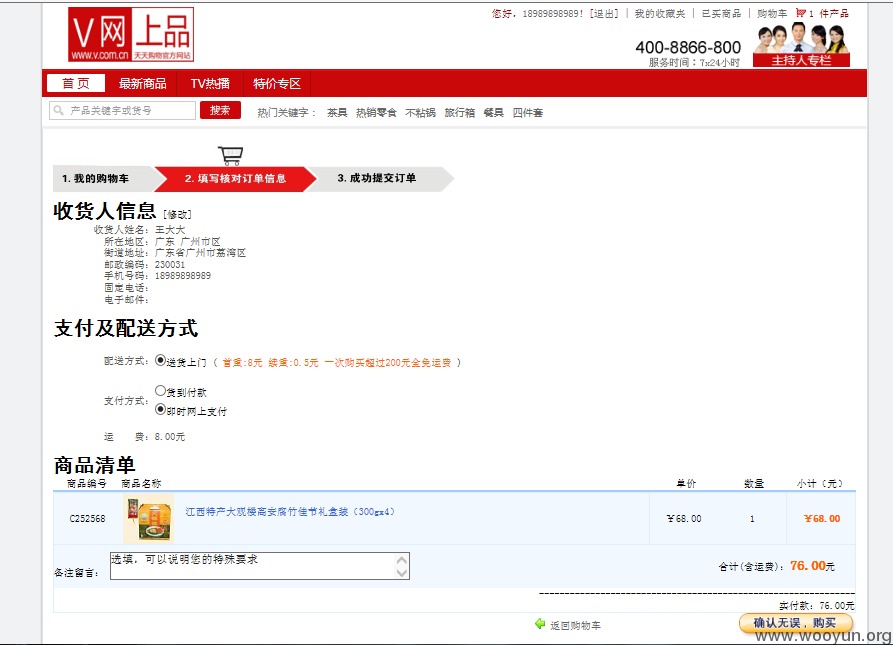 您好，18989898989！[退出] | 我的收藏夹 | 已买商品 | 购物车 1 件产品
V网上品
www.v.com.cn 天天购物官方网站
400-8866-800
服务时间：7x24小时
主持人专栏
首 页 最新商品 TV热播 特价专区
产品关键字或货号 搜索 热门关键字： 茶具 热销零食 不粘锅 旅行箱 餐具 四件套
1. 我的购物车 2. 填写核对订单信息 3. 成功提交订单
收货人信息 [修改]
收货人姓名：王大大
所在地区：广东 广州市区
街道地址：广东省广州市荔湾区
邮政编码：230031
手机号码：18989898989
固定电话：
电子邮件：
支付及配送方式
配送方式： 送货上门 （ 首重:8元 续重:0.5元 一次购买超过200元全免运费 ）
支付方式： 货到付款
即时网上支付
运 费：8.00元
商品清单
商品编号 商品名称 单价 数量 小计（元）
C252568 江西特产大观楼高安腐竹佳节礼盒装（300gx4） ￥68.00 1 ￥68.00
备注留言： 选填，可以说明您的特殊要求 合计(含运费)：76.00元
实付款：76.00元
返回购物车 确认无误，购买
www.wooyun.org